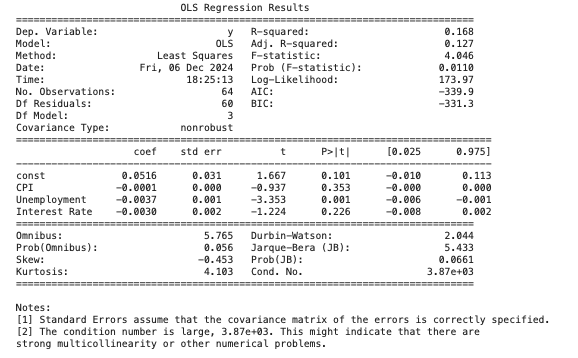 OLS Regression Results
==============================================================================
Dep. Variable: y R-squared: 0.168
Model: OLS Adj. R-squared: 0.127
Method: Least Squares F-statistic: 4.046
Date: Fri, 06 Dec 2024 Prob (F-statistic): 0.0110
Time: 18:25:13 Log-Likelihood: 173.97
No. Observations: 64 AIC: -339.9
Df Residuals: 60 BIC: -331.3
Df Model: 3
Covariance Type: nonrobust
=================================================================================
coef std err t P>|t| [0.025 0.975]
---------------------------------------------------------------------------------
const 0.0516 0.031 1.667 0.101 -0.010 0.113
CPI -0.0001 0.000 -0.937 0.353 -0.000 0.000
Unemployment -0.0037 0.001 -3.353 0.001 -0.006 -0.001
Interest Rate -0.0030 0.002 -1.224 0.226 -0.008 0.002
==============================================================================
Omnibus: 5.765 Durbin-Watson: 2.044
Prob(Omnibus): 0.056 Jarque-Bera (JB): 5.433
Skew: -0.453 Prob(JB): 0.0661
Kurtosis: 4.103 Cond. No. 3.87e+03
==============================================================================
Notes:
[1] Standard Errors assume that the covariance matrix of the errors is correctly specified.
[2] The condition number is large, 3.87e+03. This might indicate that there are
strong multicollinearity or other numerical problems.